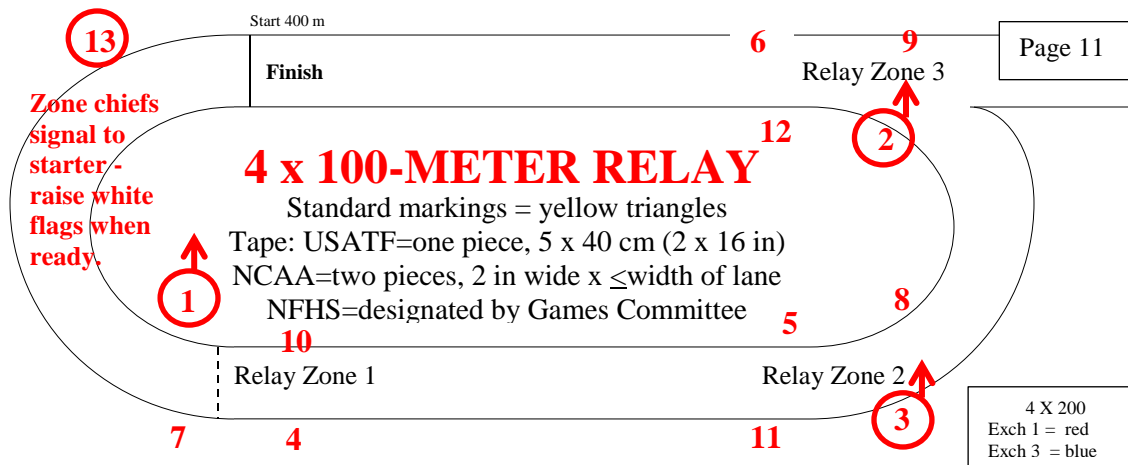 Start 400 m
13
6
9
Page 11
Finish
Relay Zone 3
Zone chiefs
signal to
starter -
raise white
flags when
ready.
12
2
4 x 100-METER RELAY
Standard markings = yellow triangles
Tape: USATF=one piece, 5 x 40 cm (2 x 16 in)
NCAA=two pieces, 2 in wide x <width of lane
NFHS=designated by Games Committee
1
8
5
10
Relay Zone 1
Relay Zone 2
7
4
11
3
4 X 200
Exch 1 = red
Exch 3 = blue